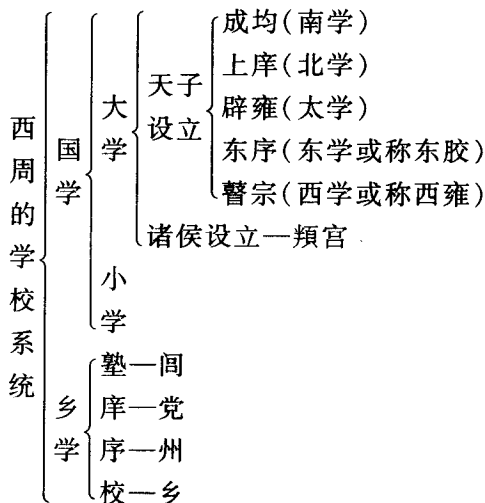 西周的学校系统
国学
大学
天子设立
成均(南学)
上庠(北学)
辟雍(太学)
东序(东学或称东胶)
瞽宗(西学或称西雍)
诸侯设立—頖宫
小学
乡学
塾—闾
庠—党
序—州
校—乡